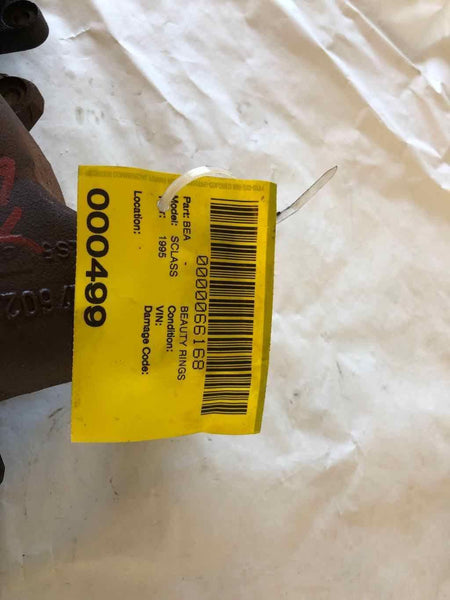 0000066168
Part: BEA - BEAUTY RINGS
Model: SCLASS Condition:
1995 VIN:
Location: Damage Code:
000499